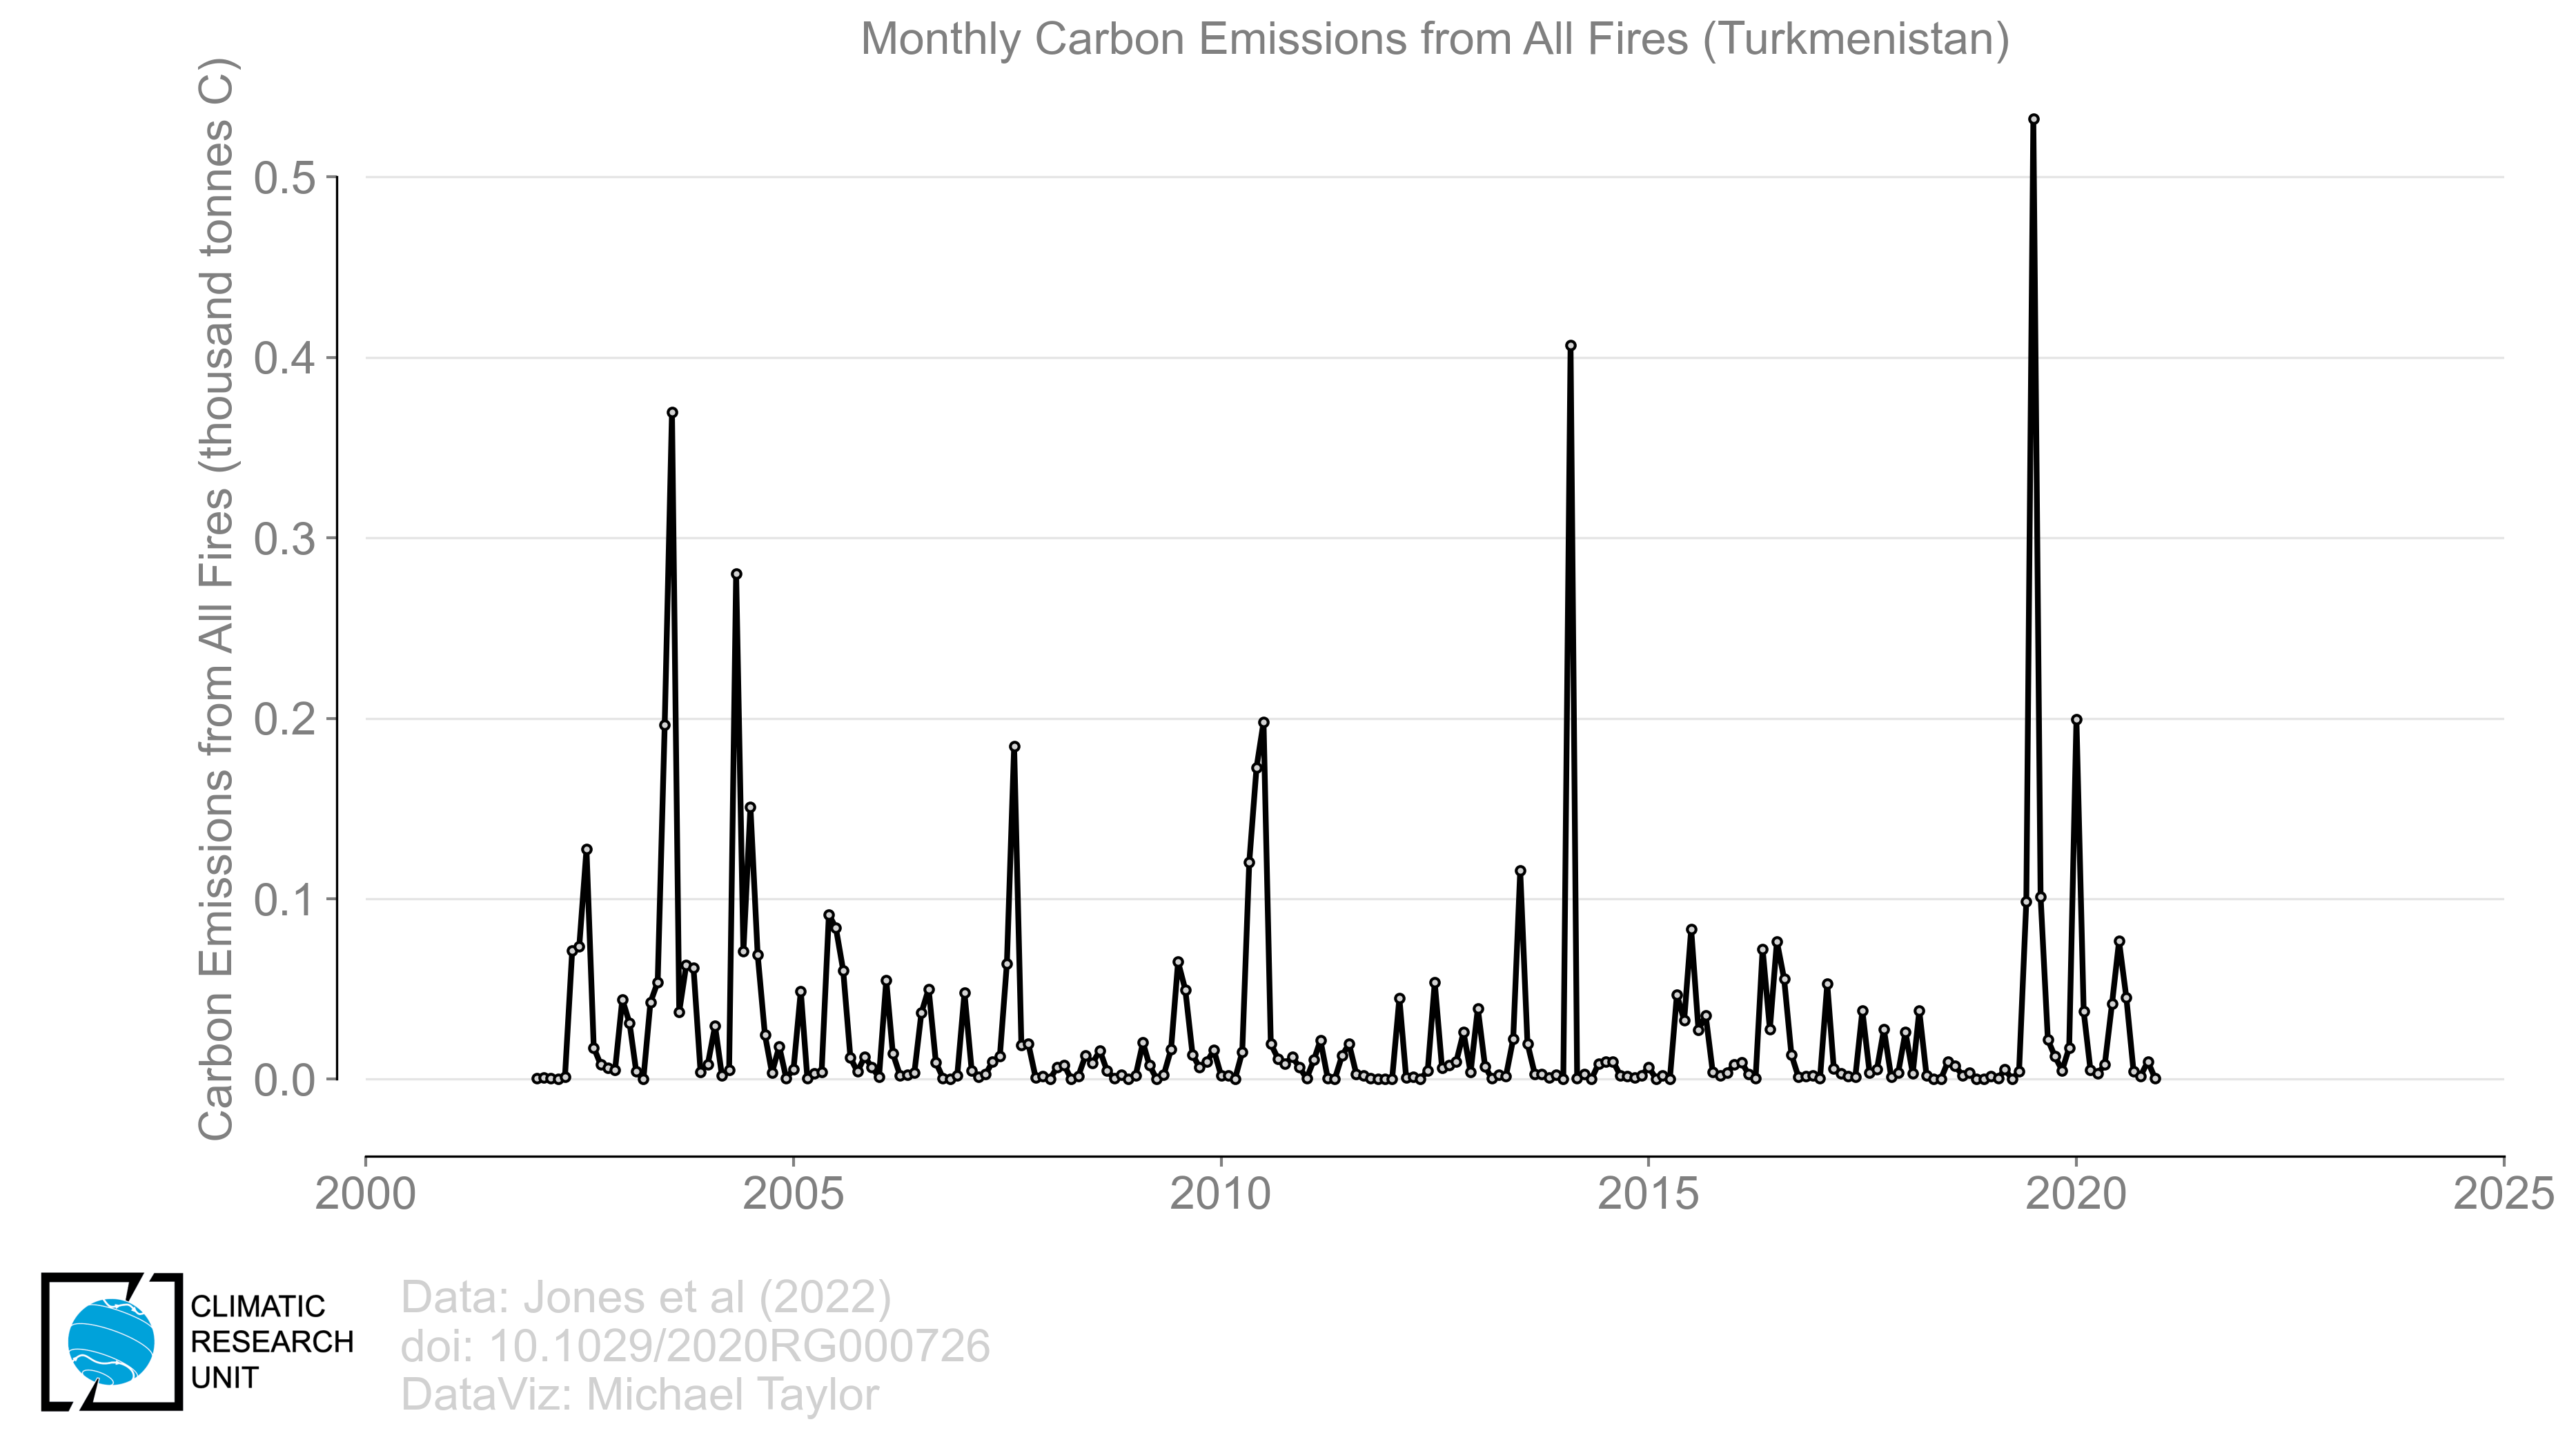 Monthly Carbon Emissions from All Fires (Turkmenistan)
Carbon Emissions from All Fires (thousand tonnes C)
0.5
0.4
0.3
0.2
0.1
0.0
2000 2005 2010 2015 2020 2025
CLIMATIC
RESEARCH
UNIT
Data: Jones et al (2022)
doi: 10.1029/2020RG000726
DataViz: Michael Taylor